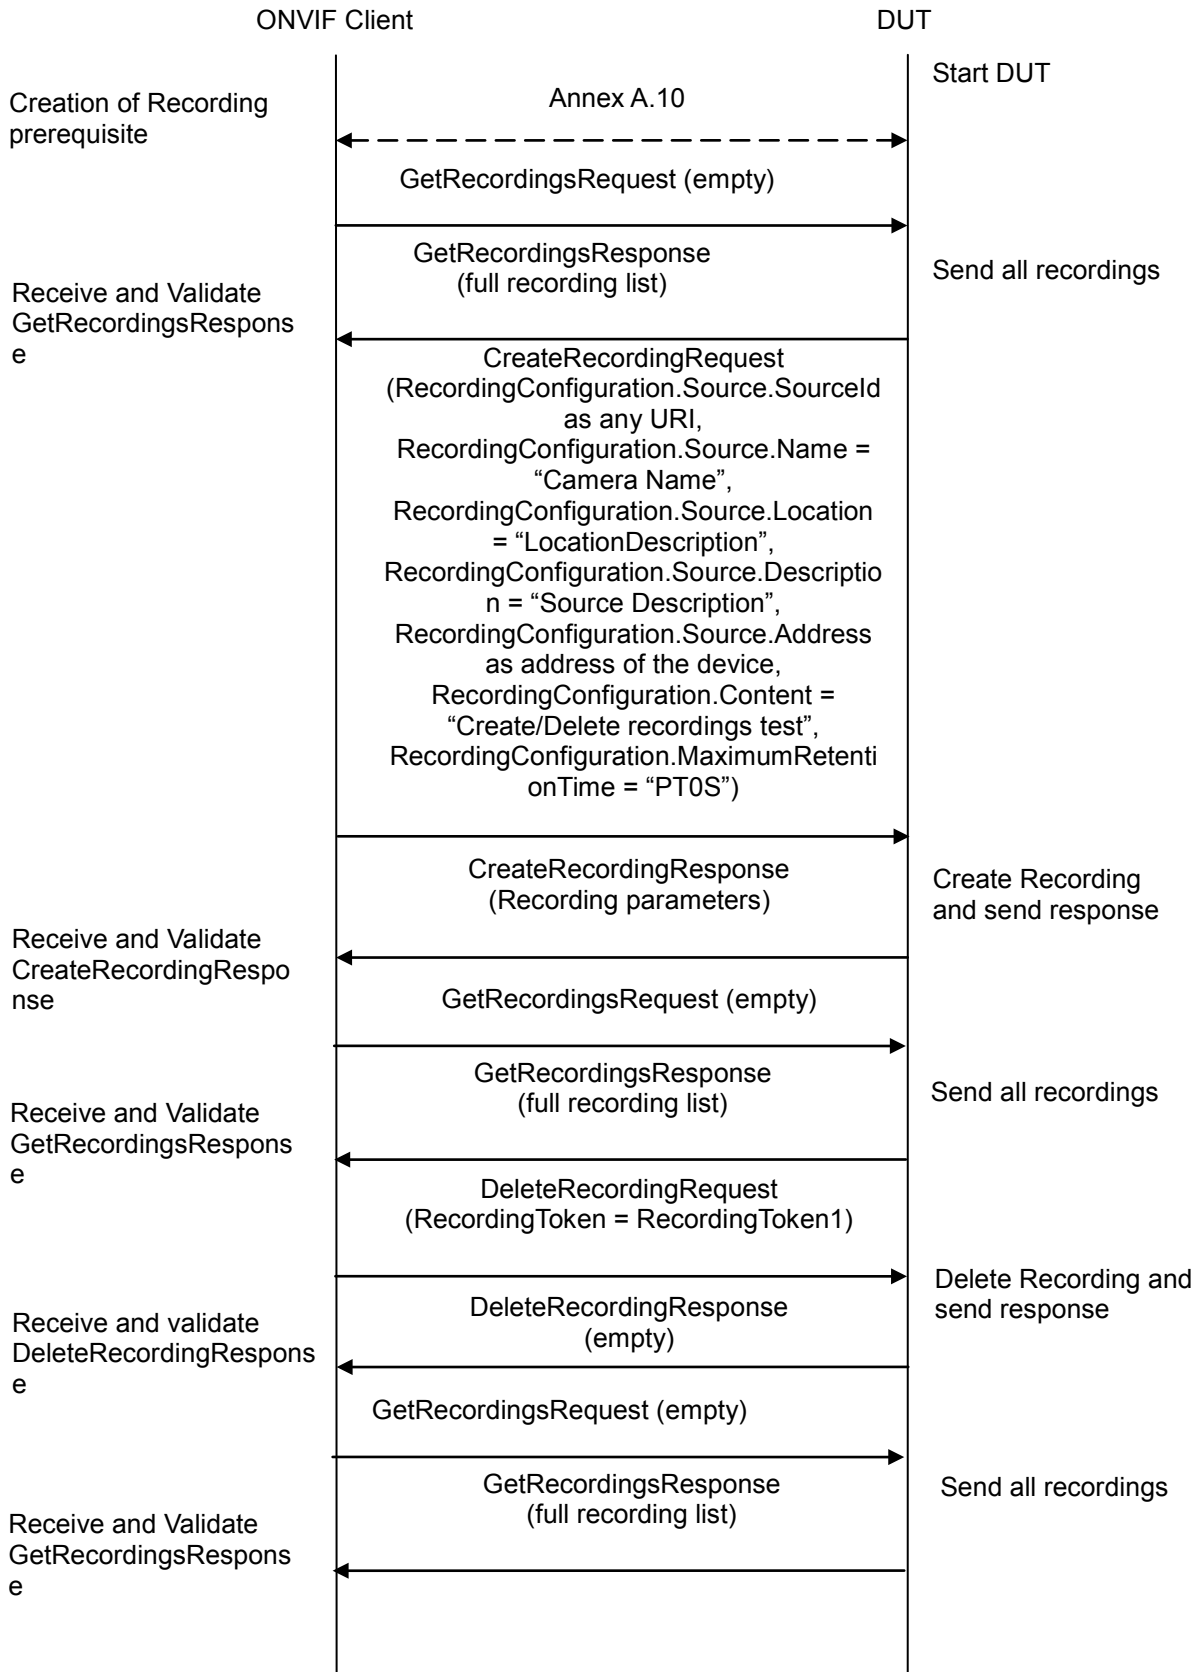 ONVIF Client
DUT
Start DUT
Creation of Recording
prerequisite
Annex A.10
GetRecordingsRequest (empty)
GetRecordingsResponse
(full recording list)
Send all recordings
Receive and Validate
GetRecordingsRespons
e
CreateRecordingRequest
(RecordingConfiguration.Source.SourceId
as any URI,
RecordingConfiguration.Source.Name =
“Camera Name”,
RecordingConfiguration.Source.Location
= “LocationDescription”,
RecordingConfiguration.Source.Descriptio
n = “Source Description”,
RecordingConfiguration.Source.Address
as address of the device,
RecordingConfiguration.Content =
“Create/Delete recordings test”,
RecordingConfiguration.MaximumRetenti
onTime = “PT0S”)
CreateRecordingResponse
(Recording parameters)
Create Recording
and send response
Receive and Validate
CreateRecordingRespo
nse
GetRecordingsRequest (empty)
GetRecordingsResponse
(full recording list)
Send all recordings
Receive and Validate
GetRecordingsRespons
e
DeleteRecordingRequest
(RecordingToken = RecordingToken1)
Delete Recording and
send response
DeleteRecordingResponse
(empty)
Receive and validate
DeleteRecordingRespons
e
GetRecordingsRequest (empty)
GetRecordingsResponse
(full recording list)
Send all recordings
Receive and Validate
GetRecordingsRespons
e